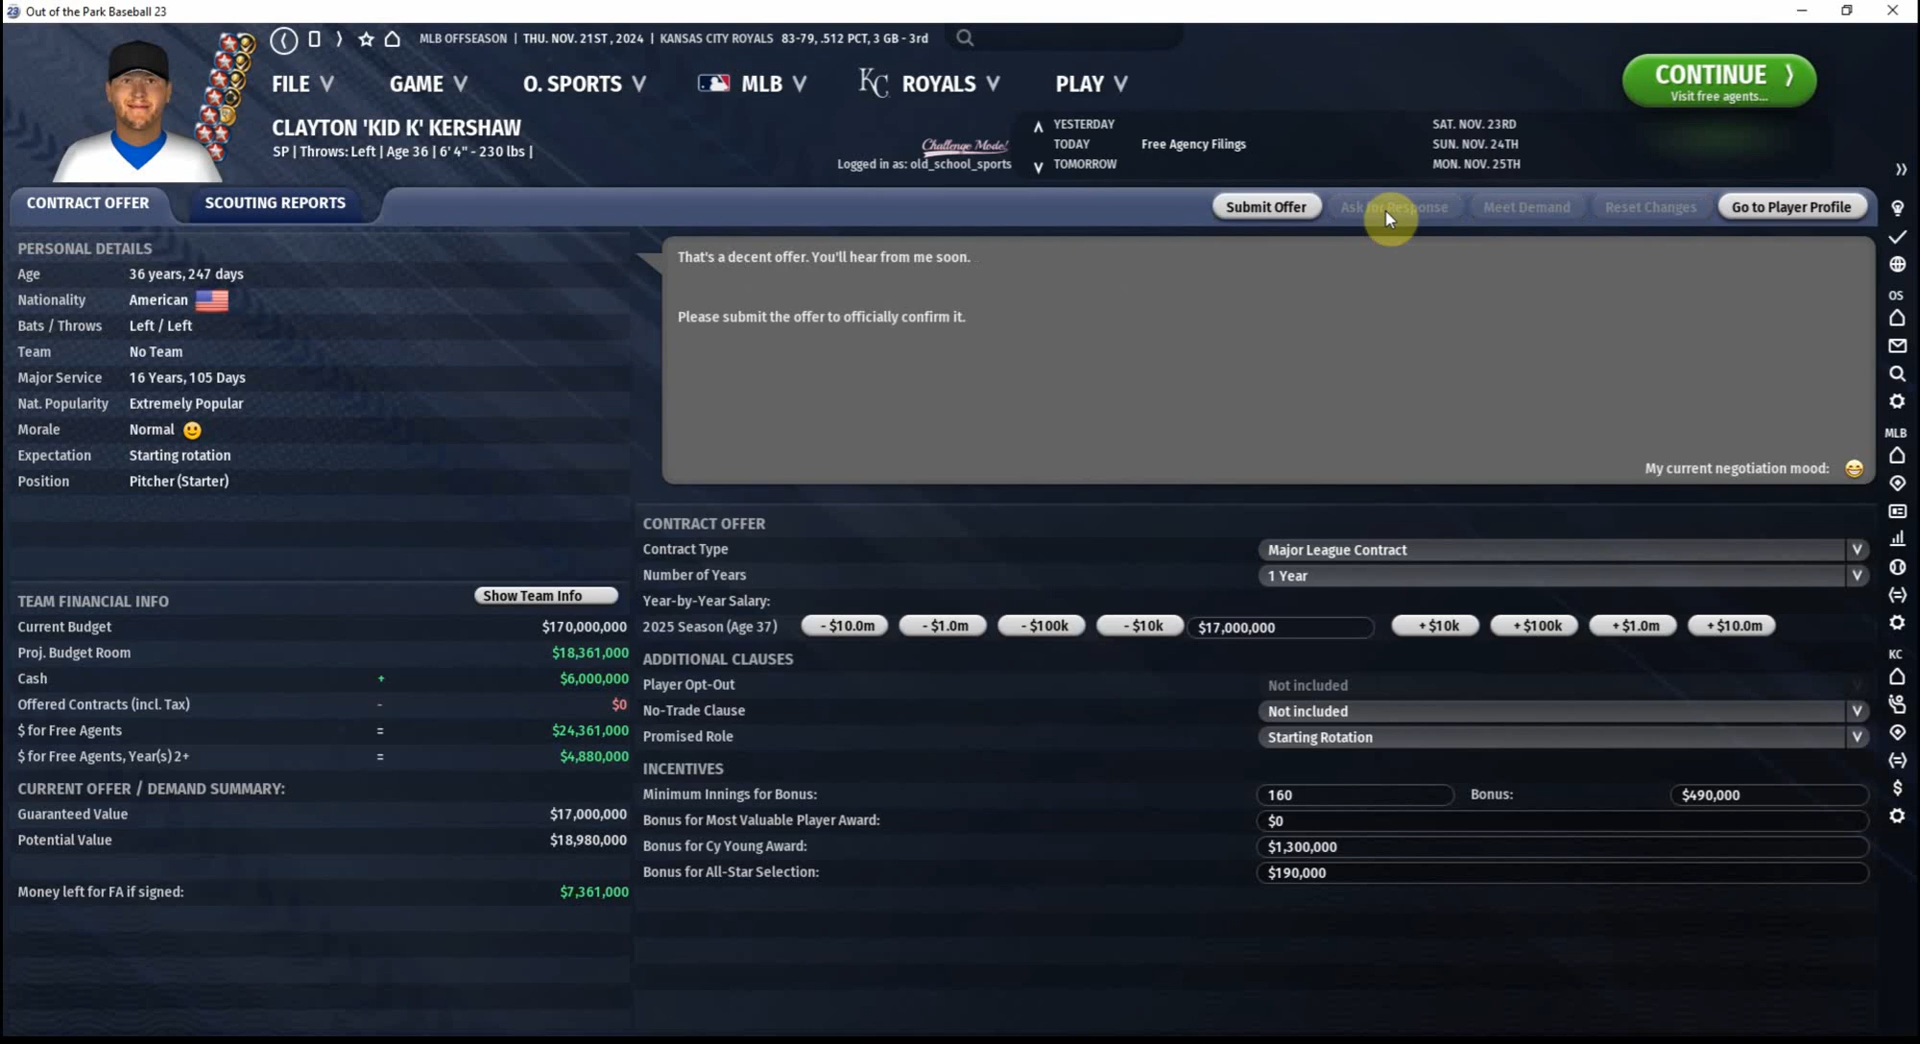 Out of the Park Baseball 23
MLB OFFSEASON | THU. NOV. 21ST , 2024 | KANSAS CITY ROYALS 83-79, .512 PCT, 3 GB - 3rd
FILE GAME O. SPORTS MLB KC ROYALS PLAY
CONTINUE
Visit free agents...
CLAYTON 'KID K' KERSHAW
SP | Throws: Left | Age 36 | 6' 4" - 230 lbs |
Challenge Mode!
Logged in as: old_school_sports
YESTERDAY
TODAY
TOMORROW
Free Agency Filings
SAT. NOV. 23RD
SUN. NOV. 24TH
MON. NOV. 25TH
CONTRACT OFFER
SCOUTING REPORTS
Submit Offer
Ask for Response
Meet Demand
Reset Changes
Go to Player Profile
PERSONAL DETAILS
Age 36 years, 247 days
Nationality American
Bats / Throws Left / Left
Team No Team
Major Service 16 Years, 105 Days
Nat. Popularity Extremely Popular
Morale Normal
Expectation Starting rotation
Position Pitcher (Starter)
That's a decent offer. You'll hear from me soon.
Please submit the offer to officially confirm it.
My current negotiation mood:
TEAM FINANCIAL INFO
Show Team Info
Current Budget $170,000,000
Proj. Budget Room $18,361,000
Cash + $6,000,000
Offered Contracts (incl. Tax) - $0
$ for Free Agents = $24,361,000
$ for Free Agents, Year(s) 2+ = $4,880,000
CURRENT OFFER / DEMAND SUMMARY:
Guaranteed Value $17,000,000
Potential Value $18,980,000
Money left for FA if signed: $7,361,000
CONTRACT OFFER
Contract Type Major League Contract
Number of Years 1 Year
Year-by-Year Salary:
2025 Season (Age 37) - $10.0m - $1.0m - $100k - $10k $17,000,000 + $10k + $100k + $1.0m + $10.0m
ADDITIONAL CLAUSES
Player Opt-Out Not included
No-Trade Clause Not included
Promised Role Starting Rotation
INCENTIVES
Minimum Innings for Bonus: 160 Bonus: $490,000
Bonus for Most Valuable Player Award: $0
Bonus for Cy Young Award: $1,300,000
Bonus for All-Star Selection: $190,000
OS
MLB
KC